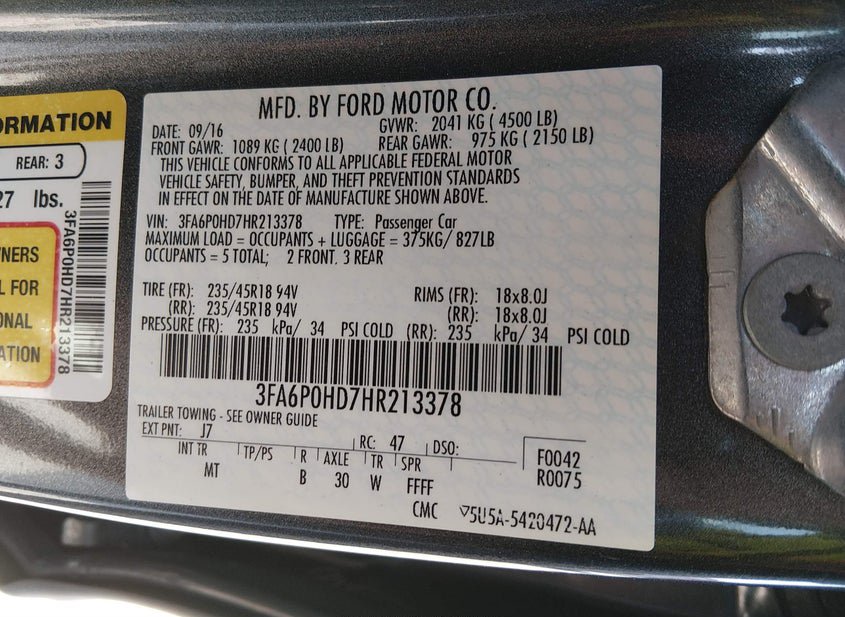 ORMATION
REAR: 3
27 lbs.
WNERS
L FOR
ONAL
ATION
3FA6P0HD7HR213378
MFD. BY FORD MOTOR CO.
DATE: 09/16 GVWR: 2041 KG ( 4500 LB)
FRONT GAWR: 1089 KG ( 2400 LB) REAR GAWR: 975 KG ( 2150 LB)
THIS VEHICLE CONFORMS TO ALL APPLICABLE FEDERAL MOTOR
VEHICLE SAFETY, BUMPER, AND THEFT PREVENTION STANDARDS
IN EFFECT ON THE DATE OF MANUFACTURE SHOWN ABOVE.
VIN: 3FA6P0HD7HR213378 TYPE: Passenger Car
MAXIMUM LOAD = OCCUPANTS + LUGGAGE = 375KG/ 827LB
OCCUPANTS = 5 TOTAL; 2 FRONT, 3 REAR
TIRE (FR): 235/45R18 94V RIMS (FR): 18x8.0J
(RR): 235/45R18 94V (RR): 18x8.0J
PRESSURE (FR): 235 kPa/ 34 PSI COLD (RR): 235 kPa/ 34 PSI COLD
3FA6P0HD7HR213378
TRAILER TOWING - SEE OWNER GUIDE
EXT PNT: J7 RC: 47 DSO:
INT TR TP/PS R AXLE TR SPR F0042
MT B 30 W FFFF R0075
CMC 5U5A-5420472-AA